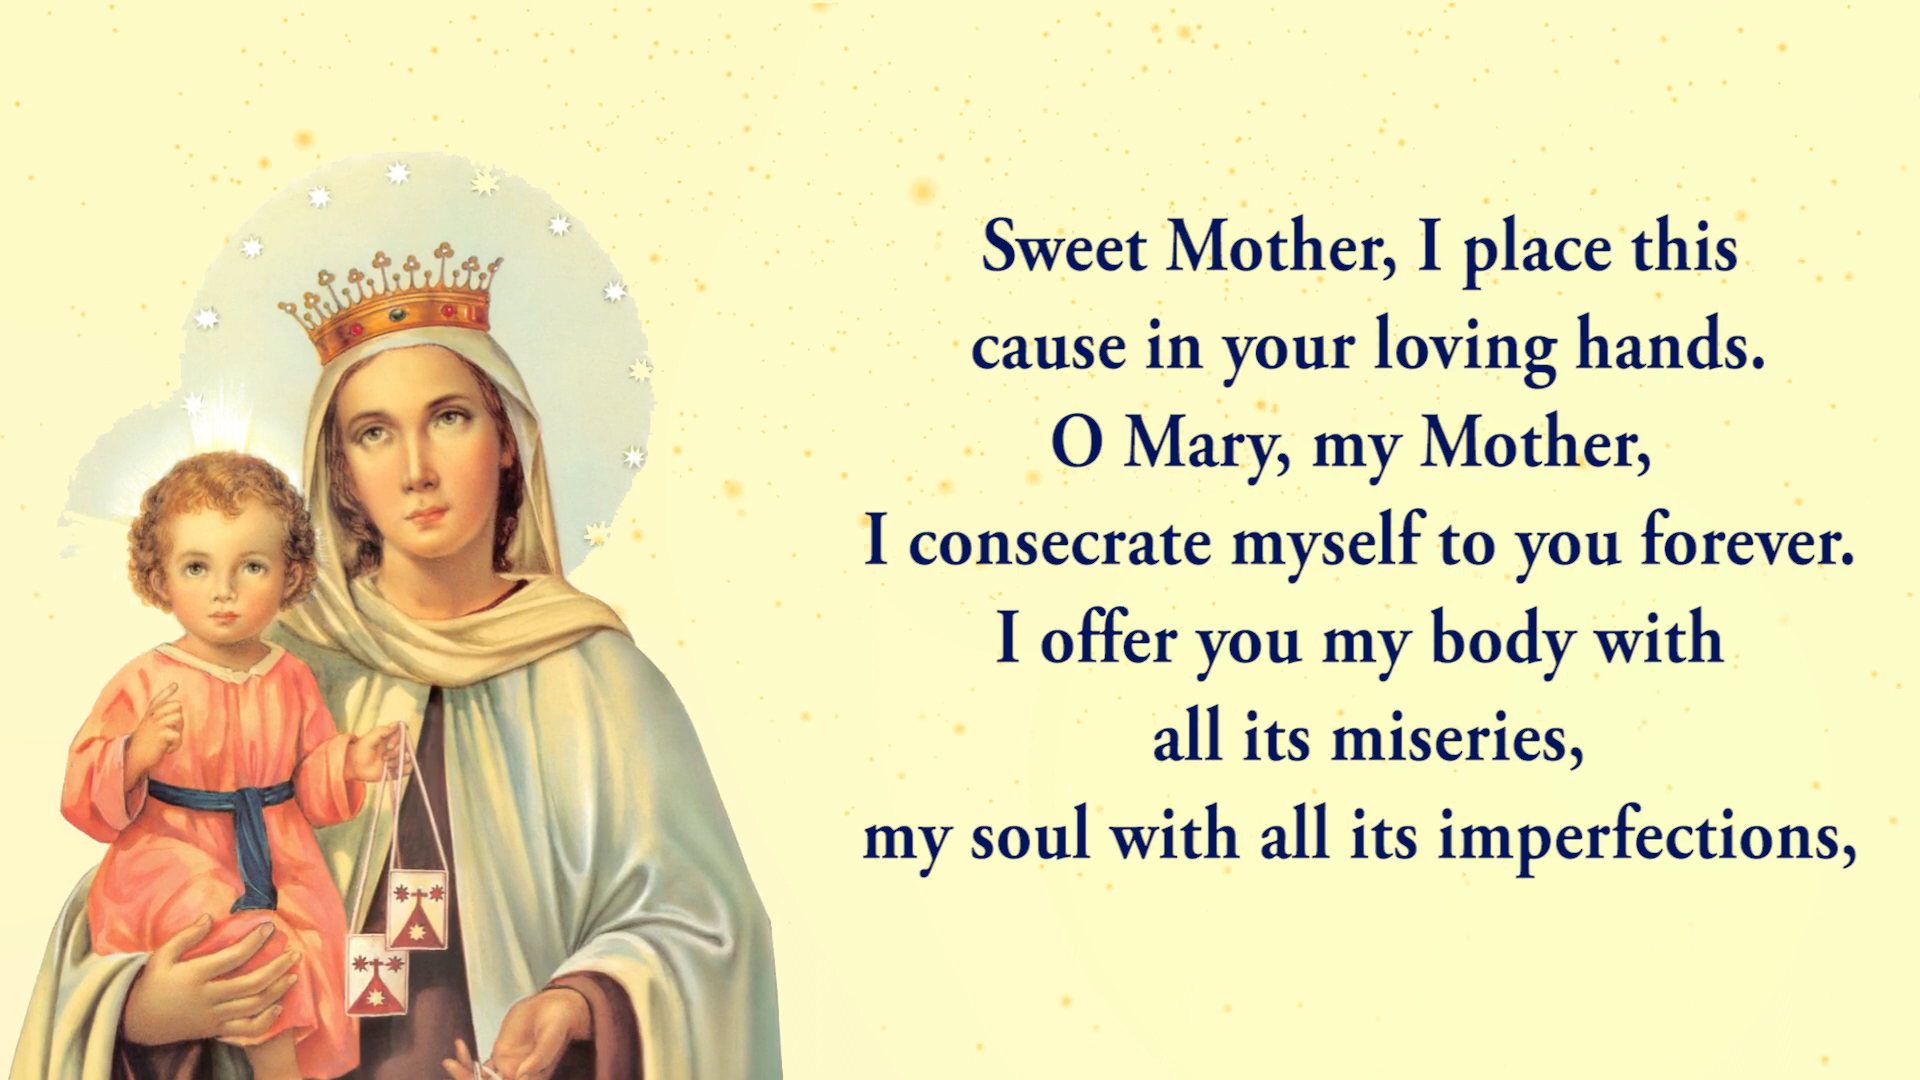 Sweet Mother, I place this
cause in your loving hands.
O Mary, my Mother,
I consecrate myself to you forever.
I offer you my body with
all its miseries,
my soul with all its imperfections,